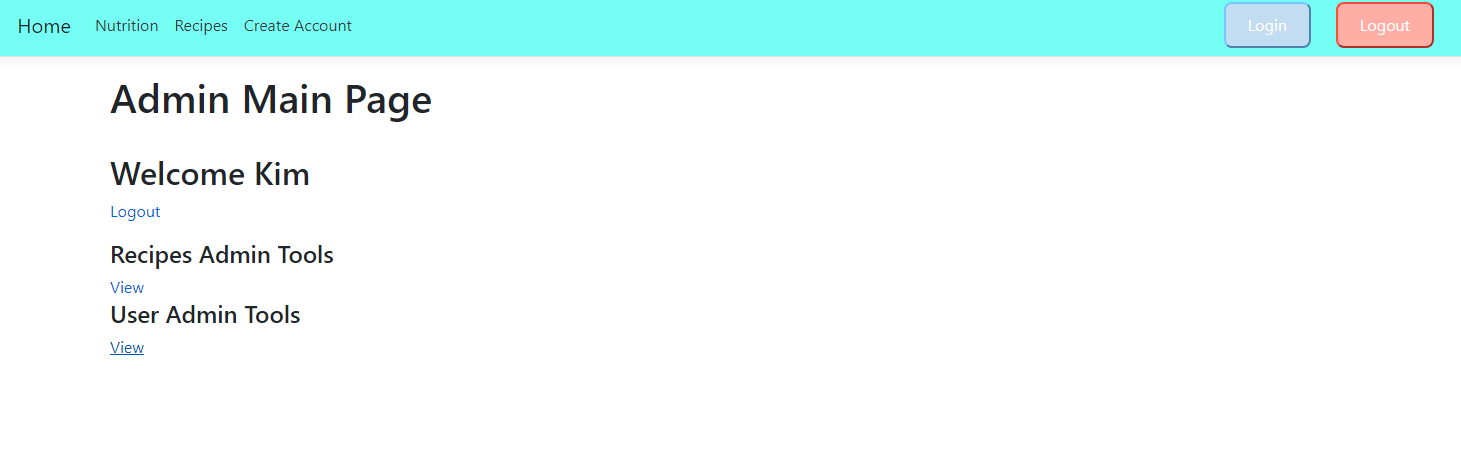 Home Nutrition Recipes Create Account Login Logout
Admin Main Page
Welcome Kim
Logout
Recipes Admin Tools
View
User Admin Tools
View